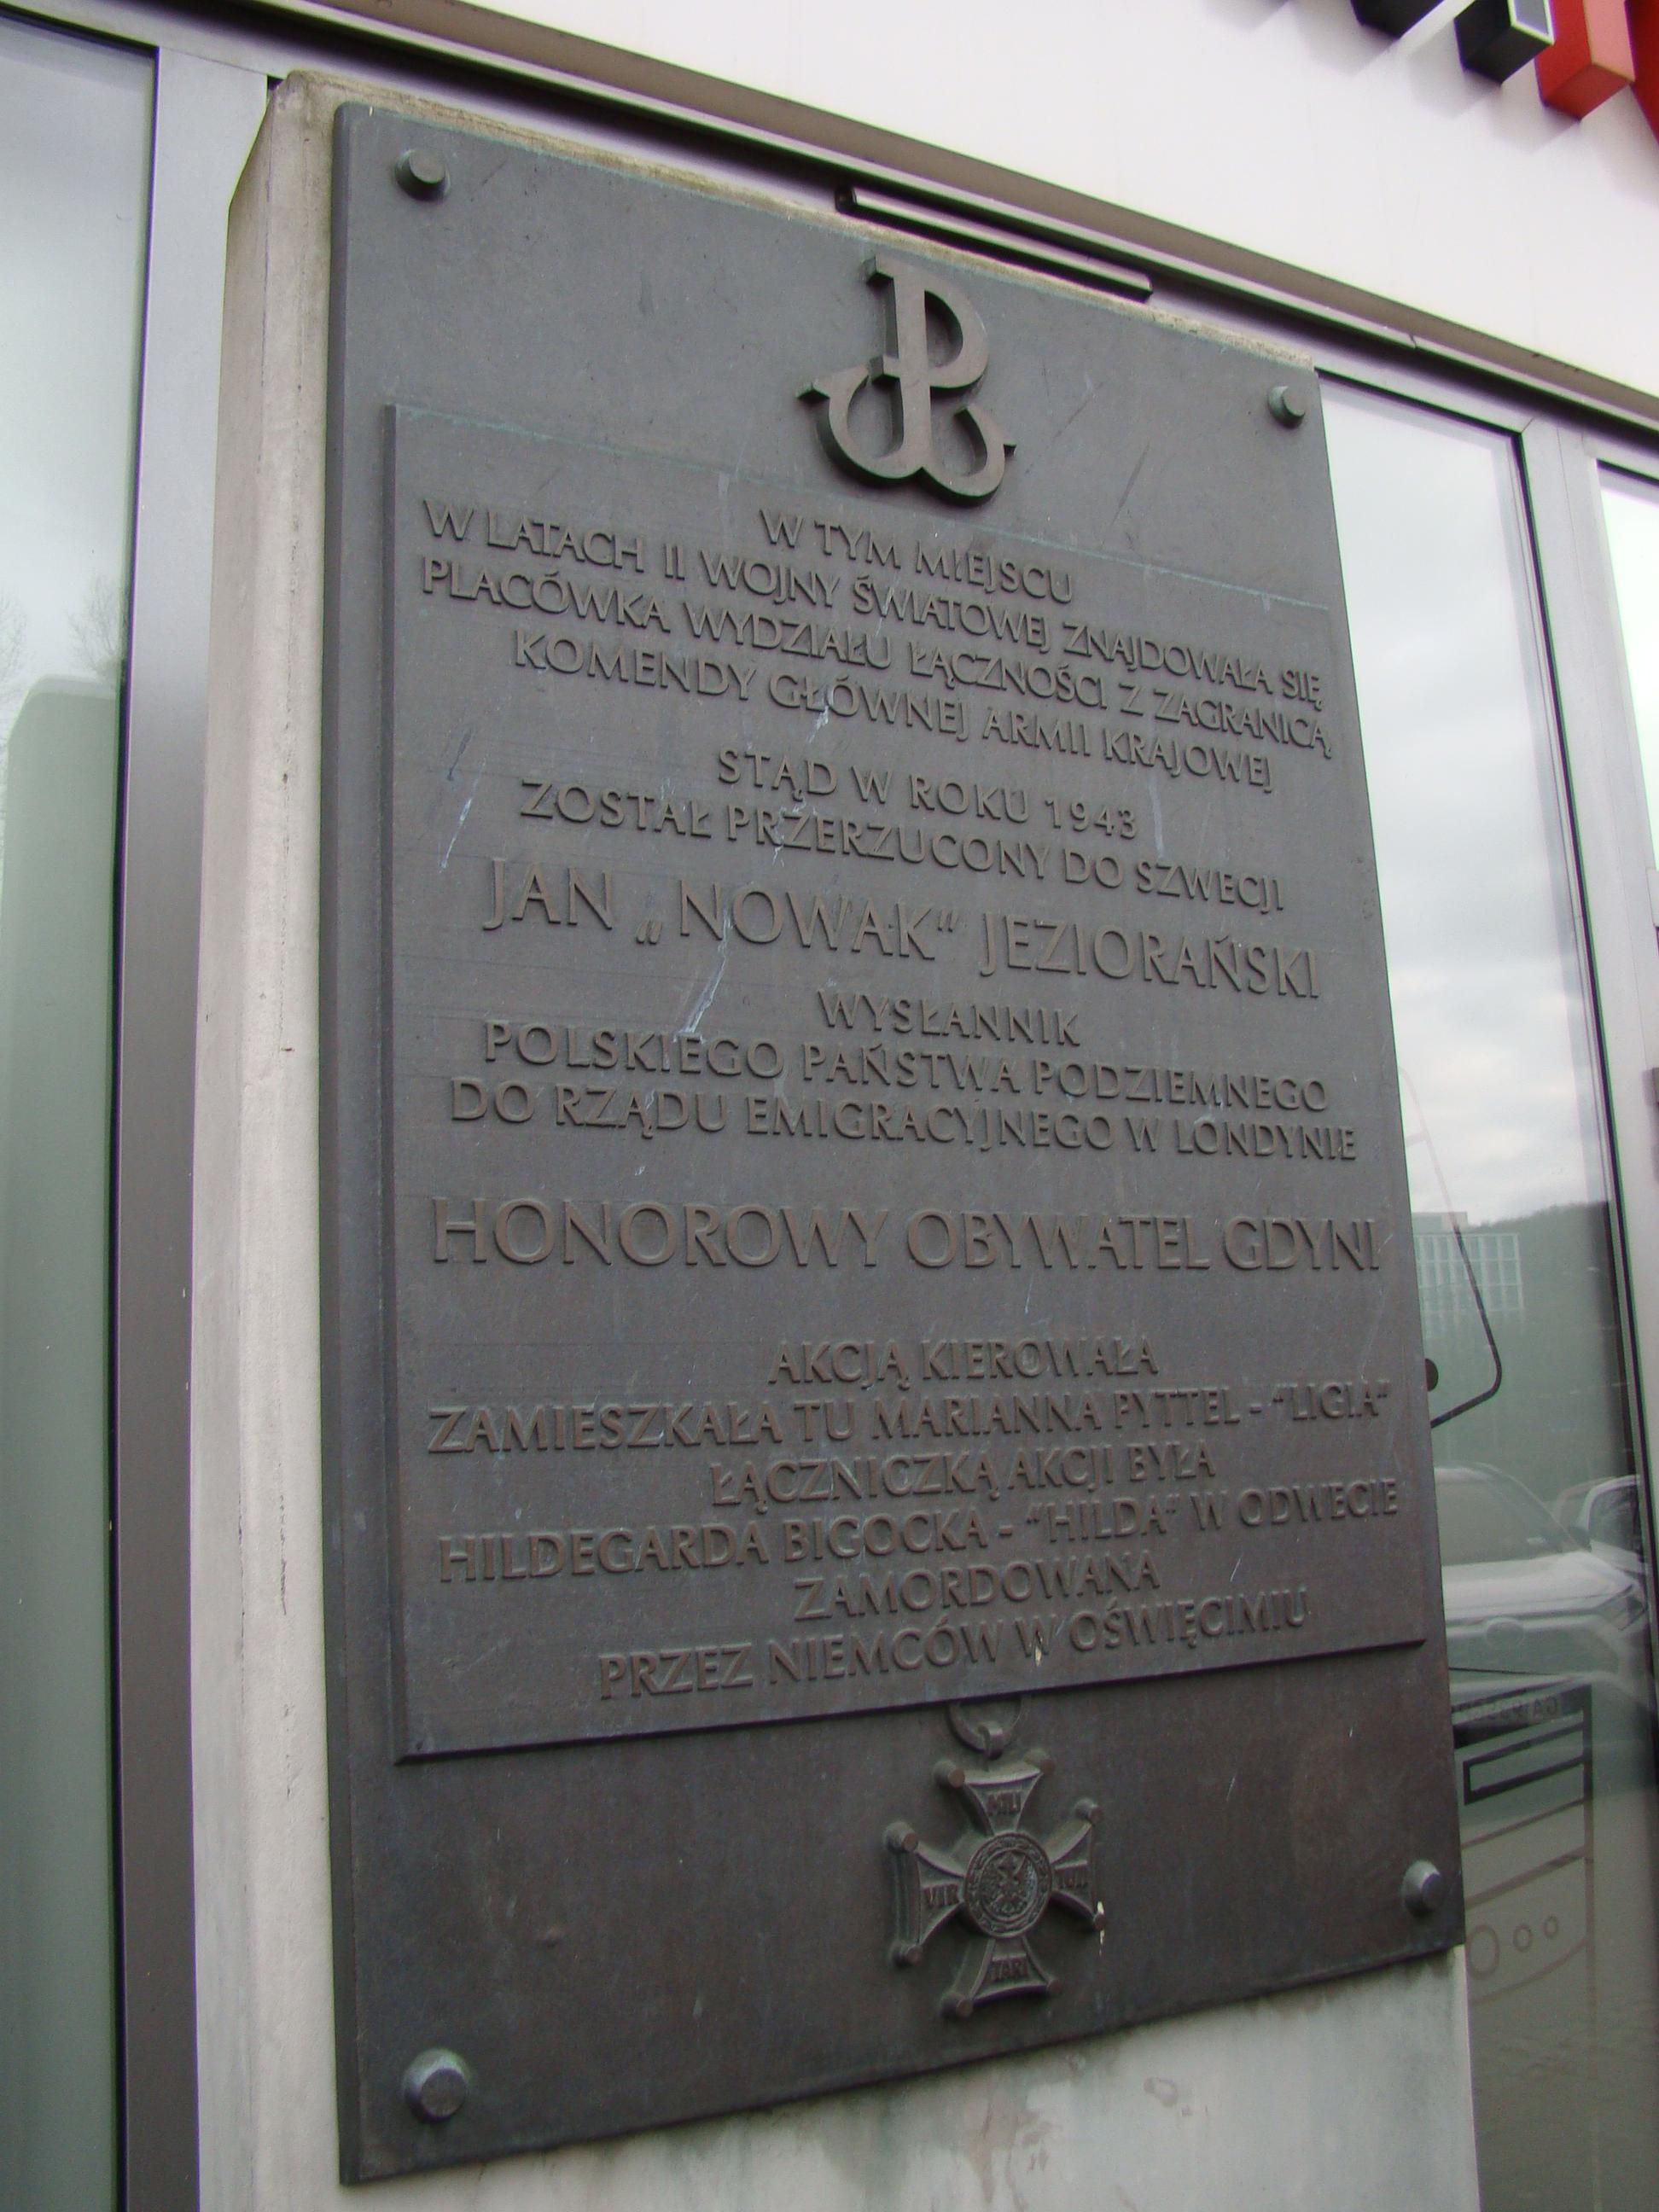 W TYM MIEJSCU
W LATACH II WOJNY ŚWIATOWEJ ZNAJDOWAŁA SIĘ
PLACÓWKA WYDZIAŁU ŁĄCZNOŚCI Z ZAGRANICĄ
KOMENDY GŁÓWNEJ ARMII KRAJOWEJ
STĄD W ROKU 1943
ZOSTAŁ PRZERZUCONY DO SZWECJI
JAN „NOWAK" JEZIORAŃSKI
WYSŁANNIK
POLSKIEGO PAŃSTWA PODZIEMNEGO
DO RZĄDU EMIGRACYJNEGO W LONDYNIE
HONOROWY OBYWATEL GDYNI
AKCJĄ KIEROWAŁA
ZAMIESZKAŁA TU MARIANNA PYTTEL - "LIGIA"
ŁĄCZNICZKĄ AKCJI BYŁA
HILDEGARDA BIGOCKA - "HILDA" W ODWECIE
ZAMORDOWANA
PRZEZ NIEMCÓW W OŚWIĘCIMIU
MILI
VIR TUTI
TARI